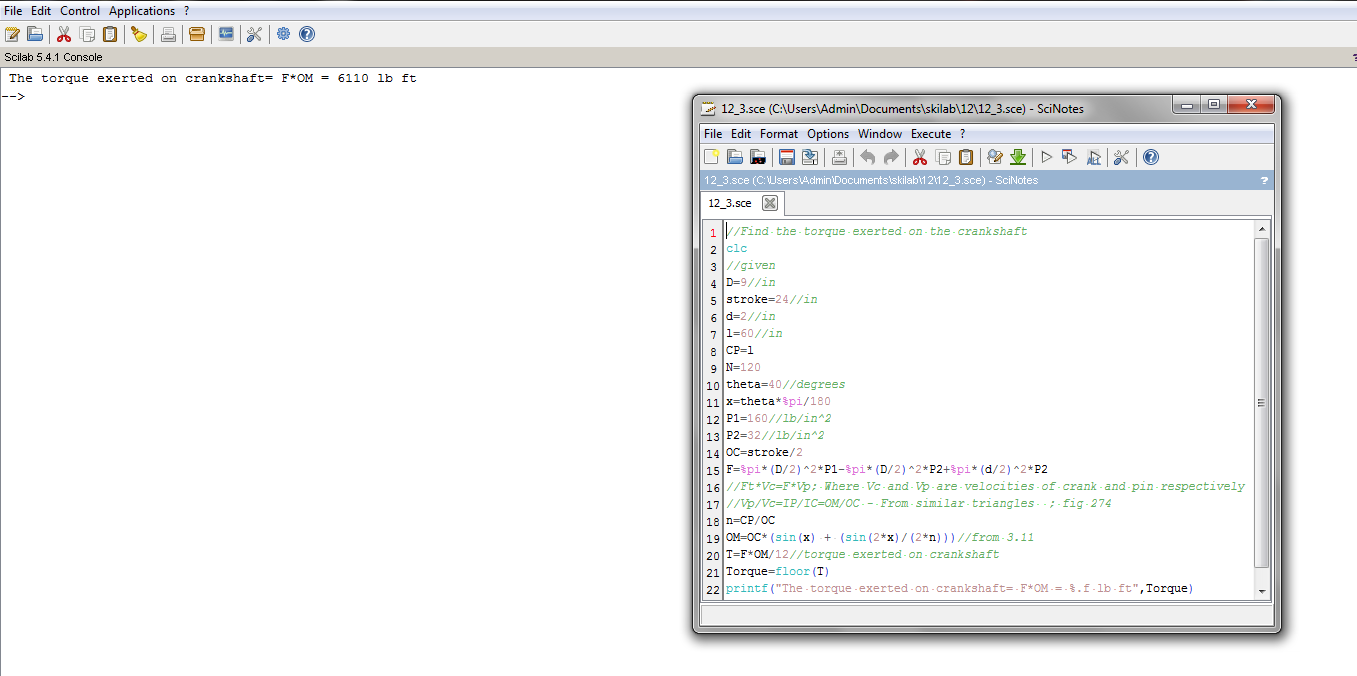 File Edit Control Applications ?
Scilab 5.4.1 Console ?
The torque exerted on crankshaft= F*OM = 6110 lb ft
-->
12_3.sce (C:\Users\Admin\Documents\skilab\12\12_3.sce) - SciNotes
File Edit Format Options Window Execute ?
12_3.sce (C:\Users\Admin\Documents\skilab\12\12_3.sce) - SciNotes ?
12_3.sce
1 //Find the torque exerted on the crankshaft
2 clc
3 //given
4 D=9//in
5 stroke=24//in
6 d=2//in
7 l=60//in
8 CP=l
9 N=120
10 theta=40//degrees
11 x=theta*%pi/180
12 P1=160//lb/in^2
13 P2=32//lb/in^2
14 OC=stroke/2
15 F=%pi*(D/2)^2*P1-%pi*(D/2)^2*P2+%pi*(d/2)^2*P2
16 //Ft*Vc=F*Vp; Where Vc and Vp are velocities of crank and pin respectively
17 //Vp/Vc=IP/IC=OM/OC - From similar triangles ; fig 274
18 n=CP/OC
19 OM=OC*(sin(x) + (sin(2*x)/(2*n)))//from 3.11
20 T=F*OM/12//torque exerted on crankshaft
21 Torque=floor(T)
22 printf("The torque exerted on crankshaft= F*OM = %.f lb ft",Torque)